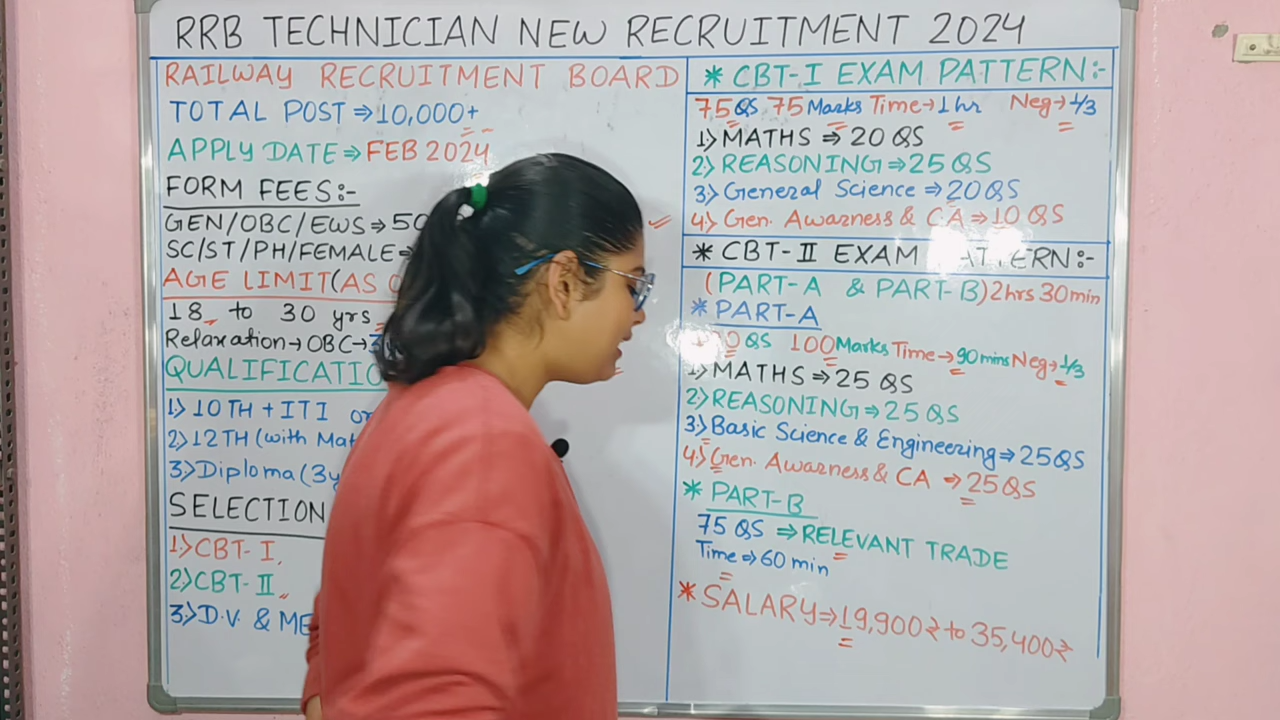 RRB TECHNICIAN NEW RECRUITMENT 2024
RAILWAY RECRUITMENT BOARD
TOTAL POST ⇒ 10,000+
APPLY DATE ⇒ FEB 2024
FORM FEES:-
GEN/OBC/EWS ⇒ 50
SC/ST/PH/FEMALE ⇒
AGE LIMIT (AS
18 to 30 yrs
Relaxation → OBC → 3
QUALIFICATIO
1) 10TH + ITI or
2) 12TH (with Mat
3) Diploma (3y
SELECTION
1) CBT-I,
2) CBT-II,
3) D.V. & ME
* CBT-I EXAM PATTERN:-
75 QS 75 Marks Time → 1 hr Neg → 1/3
1) MATHS ⇒ 20 QS
2) REASONING ⇒ 25 QS
3) General Science ⇒ 20 QS
4) Gen. Awarness & CA ⇒ 10 QS
* CBT-II EXAM PATTERN:-
(PART-A & PART-B) 2hrs 30min
* PART-A
100 QS 100 Marks Time → 90 mins Neg → 1/3
1) MATHS ⇒ 25 QS
2) REASONING ⇒ 25 QS
3) Basic Science & Engineering ⇒ 25 QS
4) Gen. Awarness & CA ⇒ 25 QS
* PART-B
75 QS ⇒ RELEVANT TRADE
Time ⇒ 60 min
* SALARY ⇒ 19,900₹ to 35,400₹